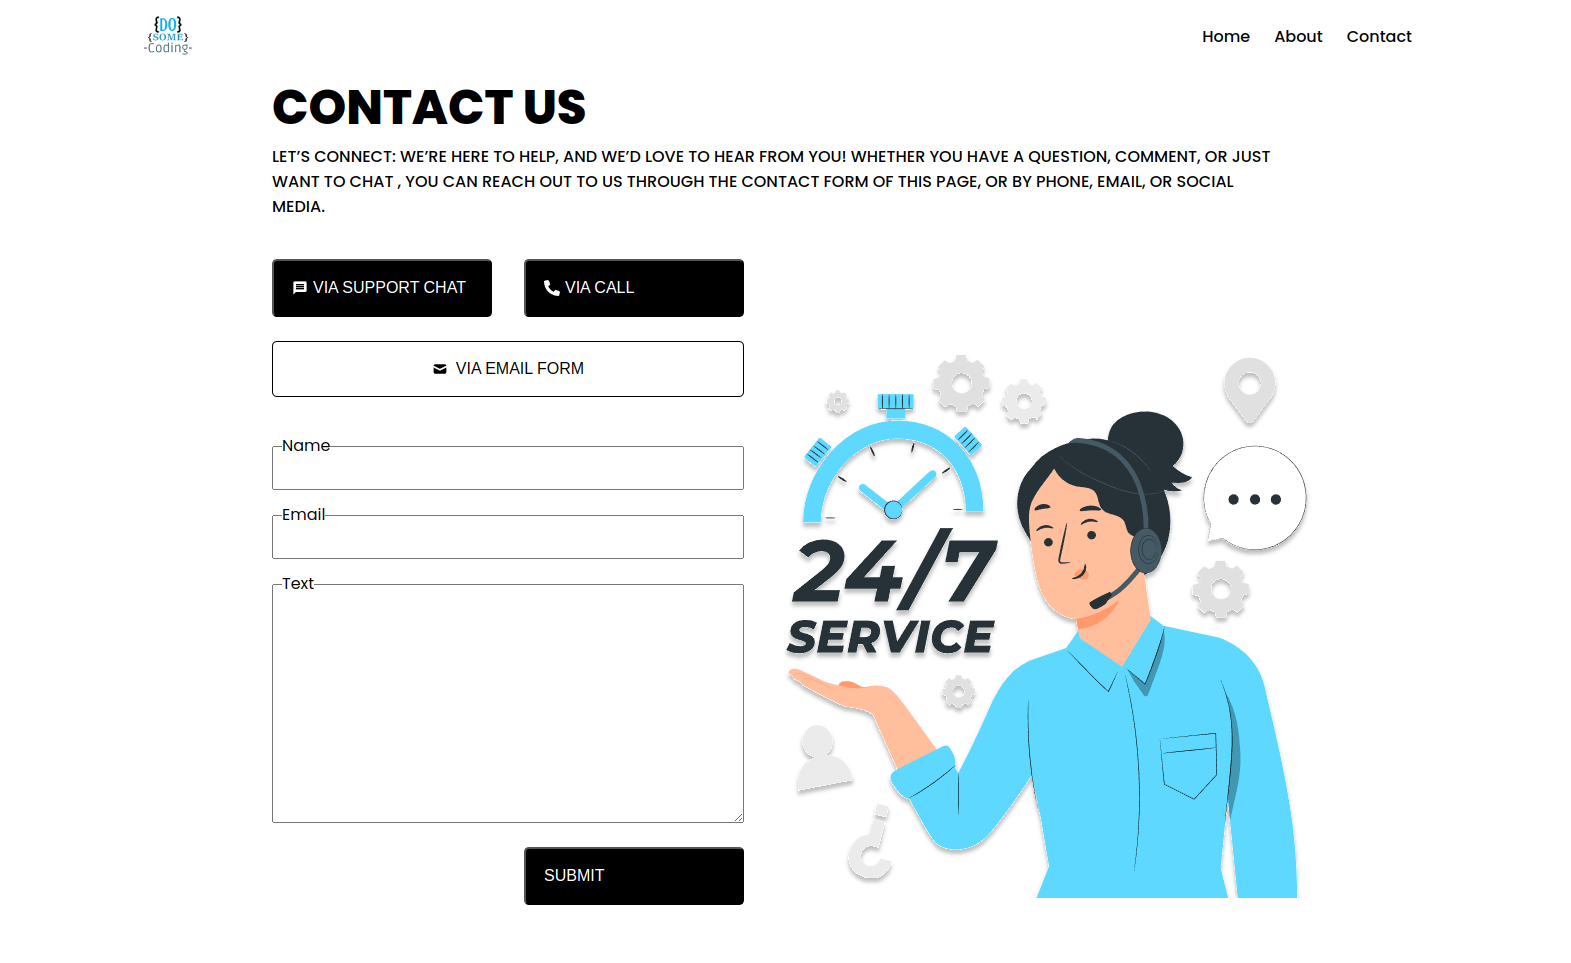 {DO}
{SOME}
-Coding-
Home About Contact
CONTACT US
LET’S CONNECT: WE’RE HERE TO HELP, AND WE’D LOVE TO HEAR FROM YOU! WHETHER YOU HAVE A QUESTION, COMMENT, OR JUST
WANT TO CHAT , YOU CAN REACH OUT TO US THROUGH THE CONTACT FORM OF THIS PAGE, OR BY PHONE, EMAIL, OR SOCIAL
MEDIA.
VIA SUPPORT CHAT
VIA CALL
VIA EMAIL FORM
Name
Email
Text
SUBMIT
24/7
SERVICE